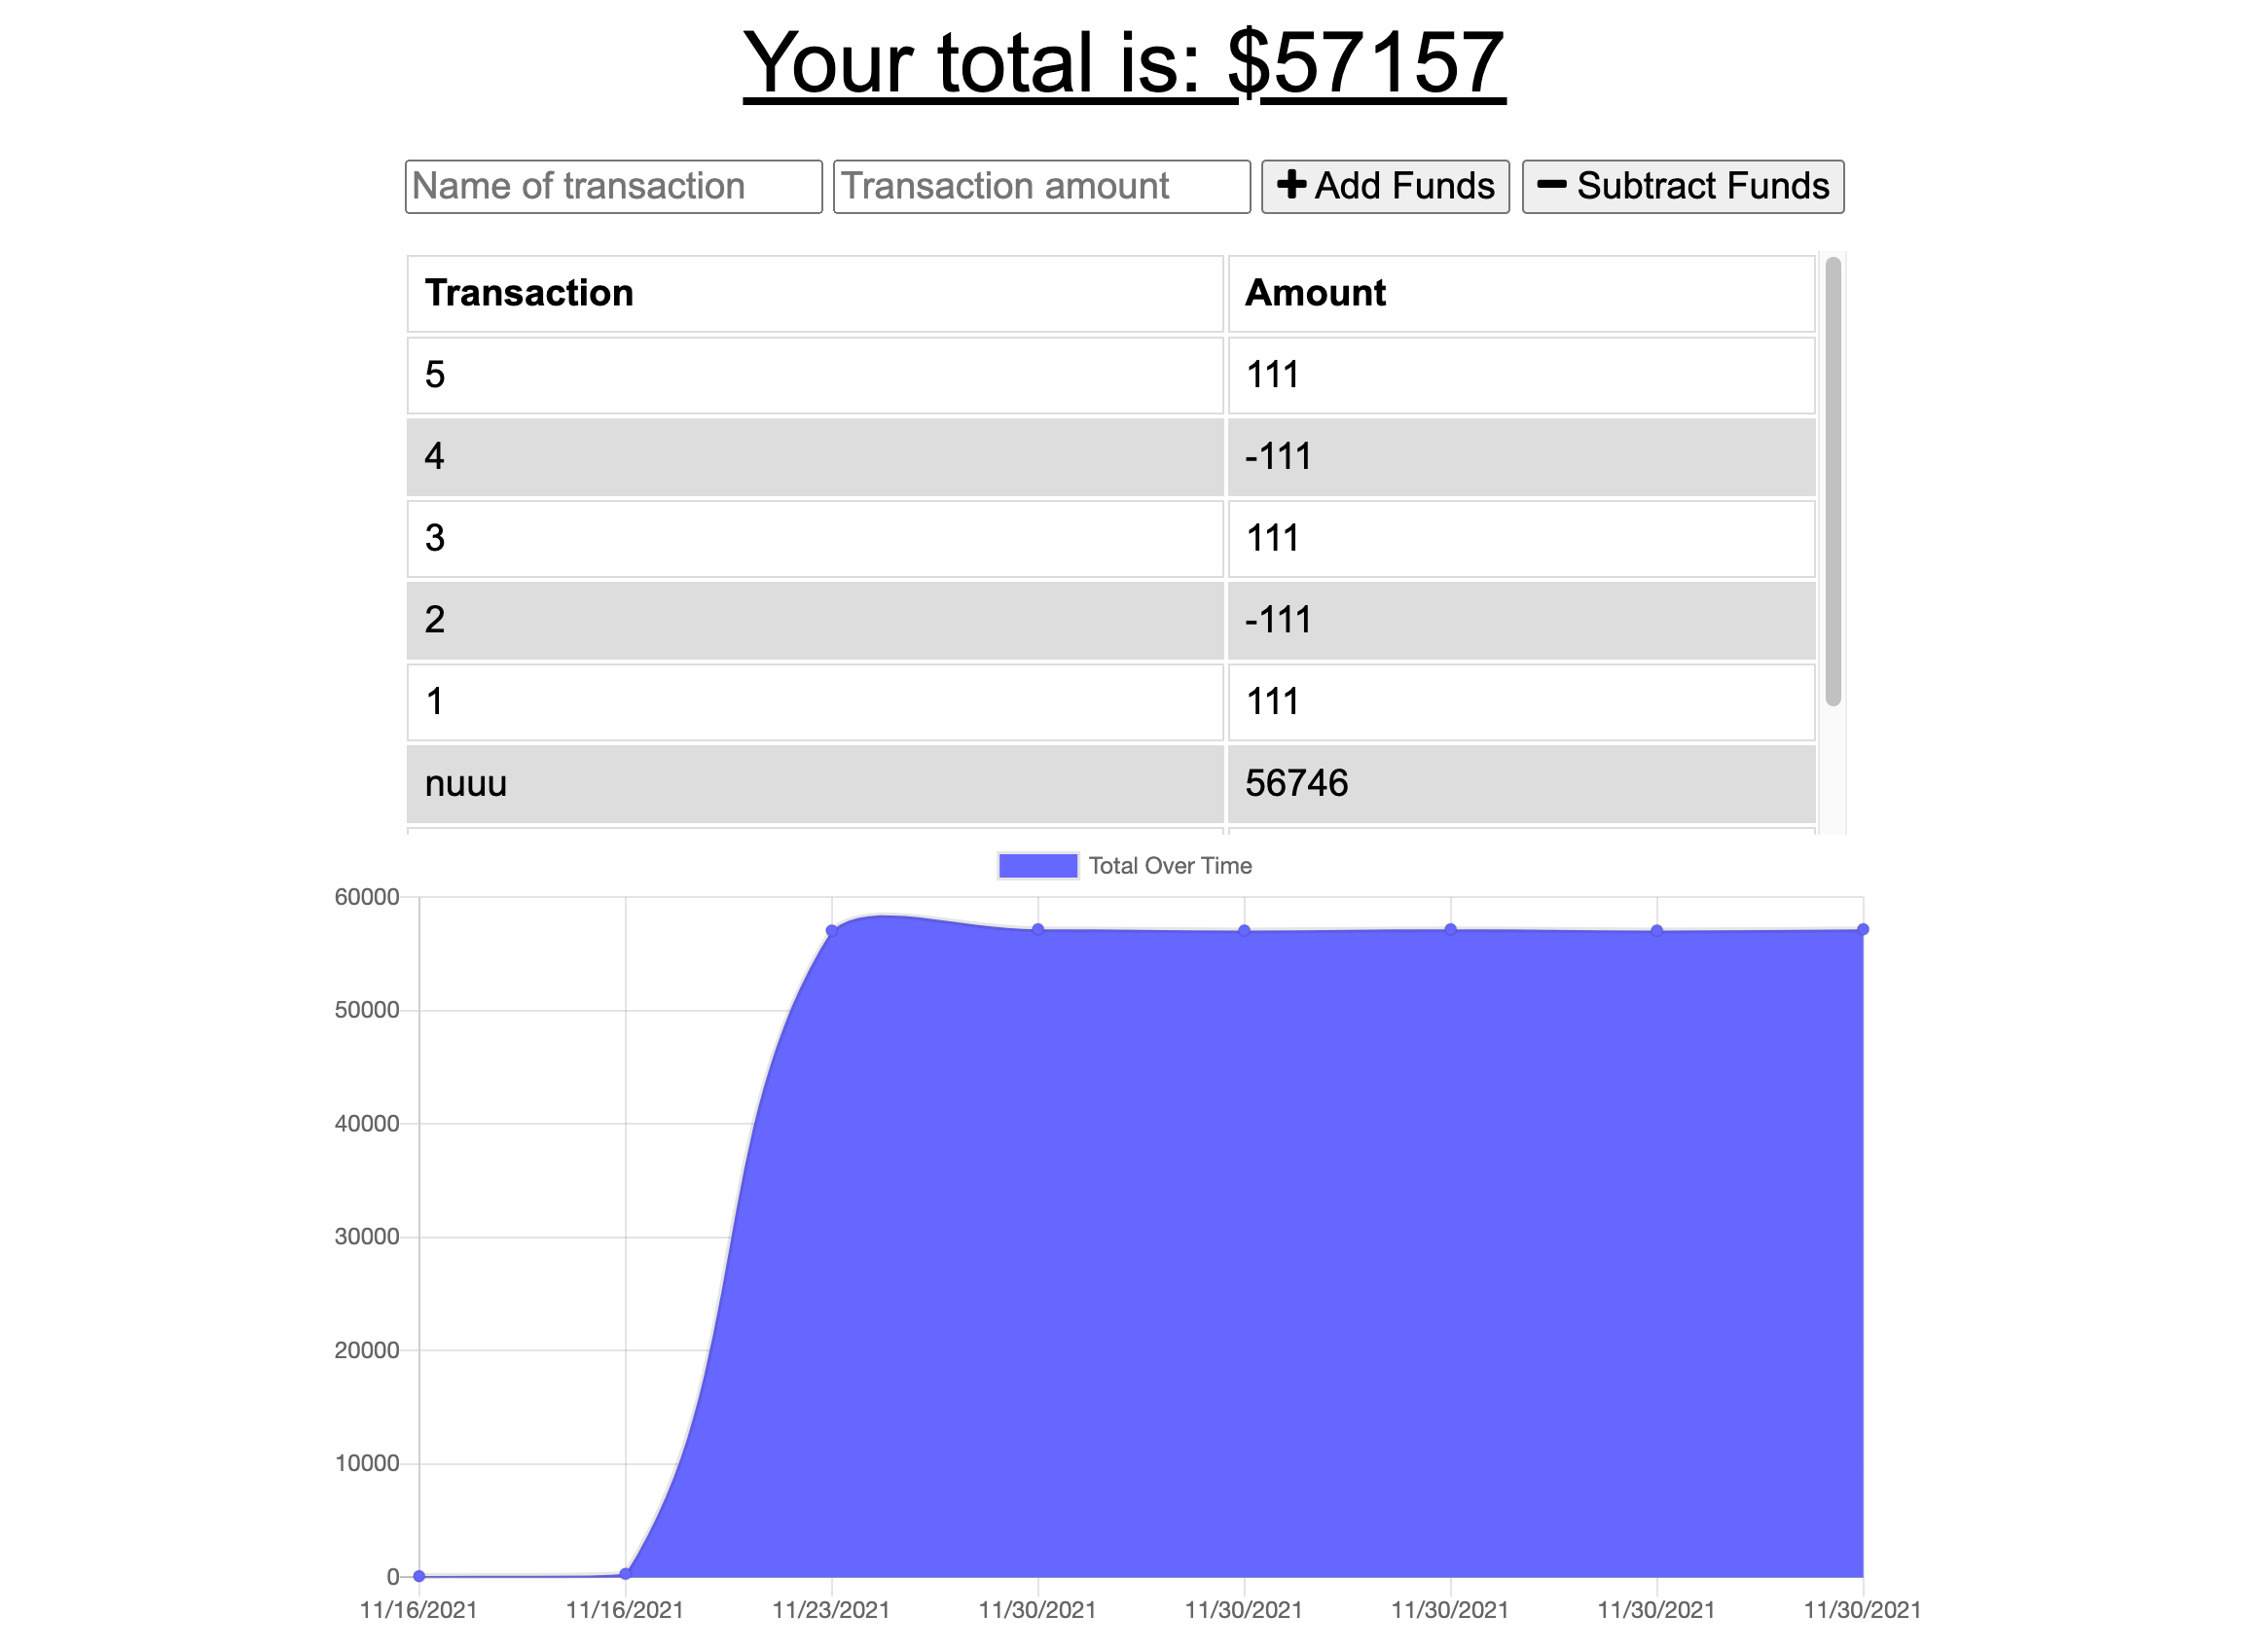 Your total is: $57157
Name of transaction Transaction amount Add Funds Subtract Funds
Transaction Amount
5 111
4 -111
3 111
2 -111
1 111
nuuu 56746
Total Over Time
60000
50000
40000
30000
20000
10000
0
11/16/2021 11/16/2021 11/23/2021 11/30/2021 11/30/2021 11/30/2021 11/30/2021 11/30/2021